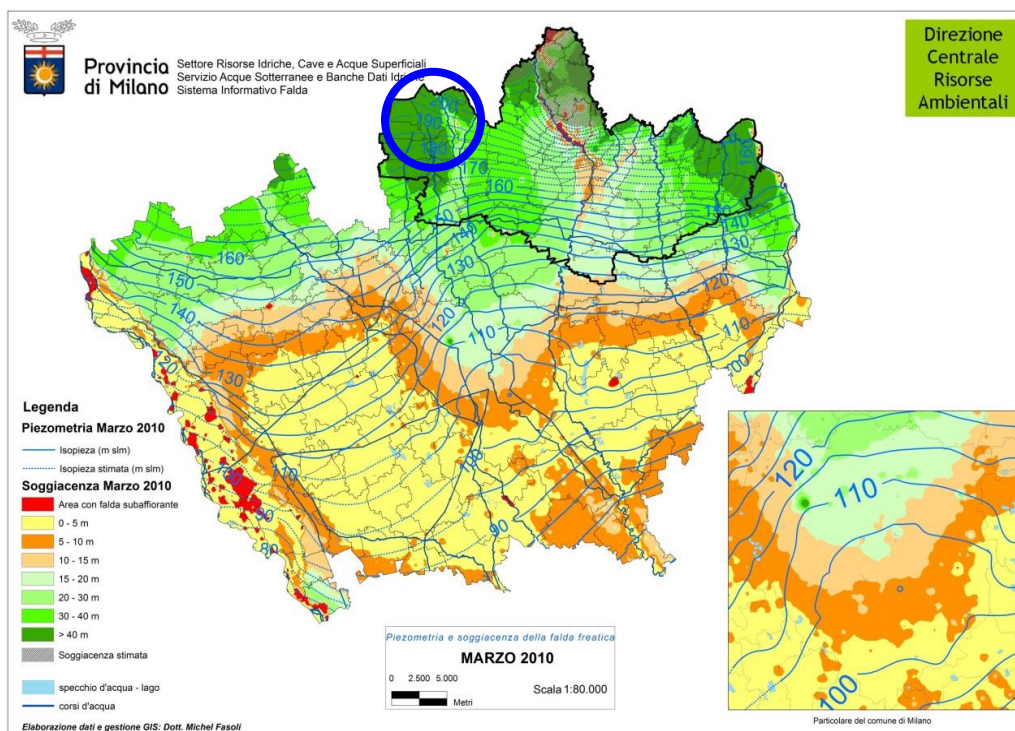 Provincia
di Milano
Settore Risorse Idriche, Cave e Acque Superficiali
Servizio Acque Sotterranee e Banche Dati Idriche
Sistema Informativo Falda
Direzione
Centrale
Risorse
Ambientali
200
190
180
170
160
160
150
140
130
160
150
140
140
130
130
120
120
110
120
110
100
130
110
100
100
90
90
80
Legenda
Piezometria Marzo 2010
Isopieza (m slm)
Isopieza stimata (m slm)
Soggiacenza Marzo 2010
Area con falda subaffiorante
0 - 5 m
5 - 10 m
10 - 15 m
15 - 20 m
20 - 30 m
30 - 40 m
> 40 m
Soggiacenza stimata
specchio d'acqua - lago
corsi d'acqua
Elaborazione dati e gestione GIS: Dott. Michel Fasoli
Piezometria e soggiacenza della falda freatica
MARZO 2010
0 2.500 5.000
Metri
Scala 1:80.000
120
110
100
Particolare del comune di Milano